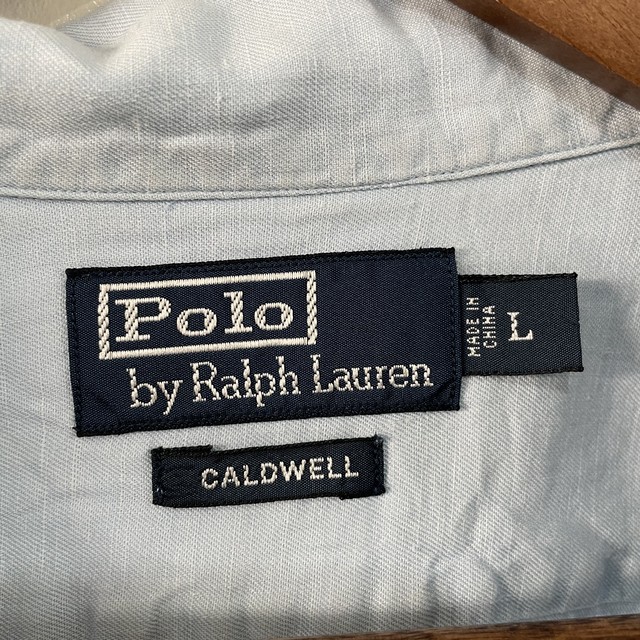 Polo
by Ralph Lauren
MADE IN
CHINA
L
CALDWELL